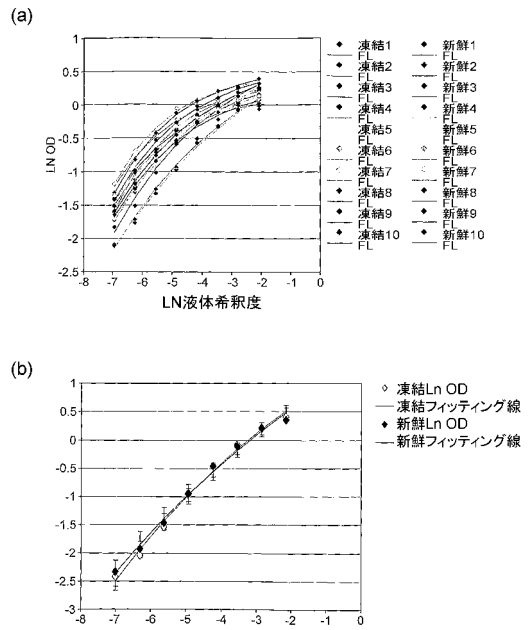 (a)
1
0.5
0
-0.5
-1
-1.5
-2
-2.5
LN OD
-8 -7 -6 -5 -4 -3 -2 -1 0
LN液体希釈度
凍結1 新鮮1
FL FL
凍結2 新鮮2
FL FL
凍結3 新鮮3
FL FL
凍結4 新鮮4
FL FL
凍結5 新鮮5
FL FL
凍結6 新鮮6
FL FL
凍結7 新鮮7
FL FL
凍結8 新鮮8
FL FL
凍結9 新鮮9
FL FL
凍結10 新鮮10
FL FL
(b)
1
0.5
0
-0.5
-1
-1.5
-2
-2.5
-3
-8 -7 -6 -5 -4 -3 -2 -1 0
凍結Ln OD
凍結フィッティング線
新鮮Ln OD
新鮮フィッティング線